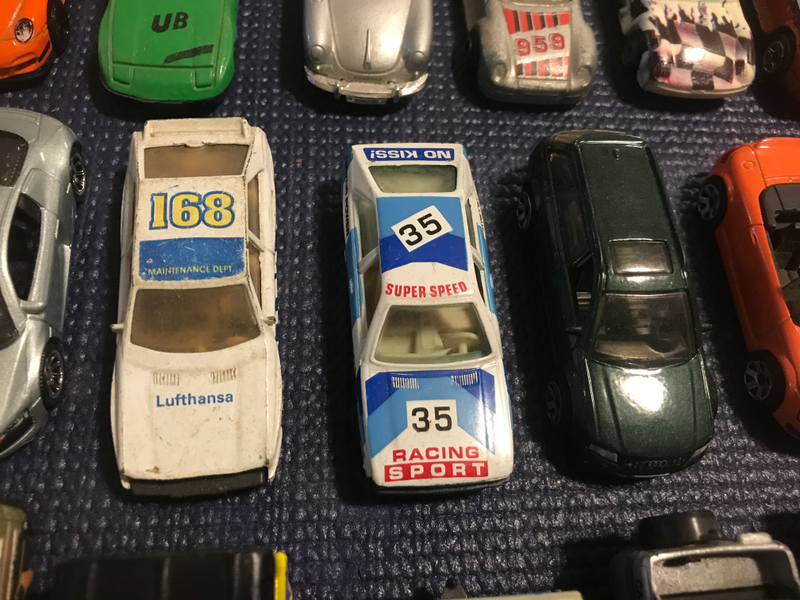 UB
959
168
MAINTENANCE DEPT.
Lufthansa
NO KISS!
35
SUPER SPEED
35
RACING
SPORT